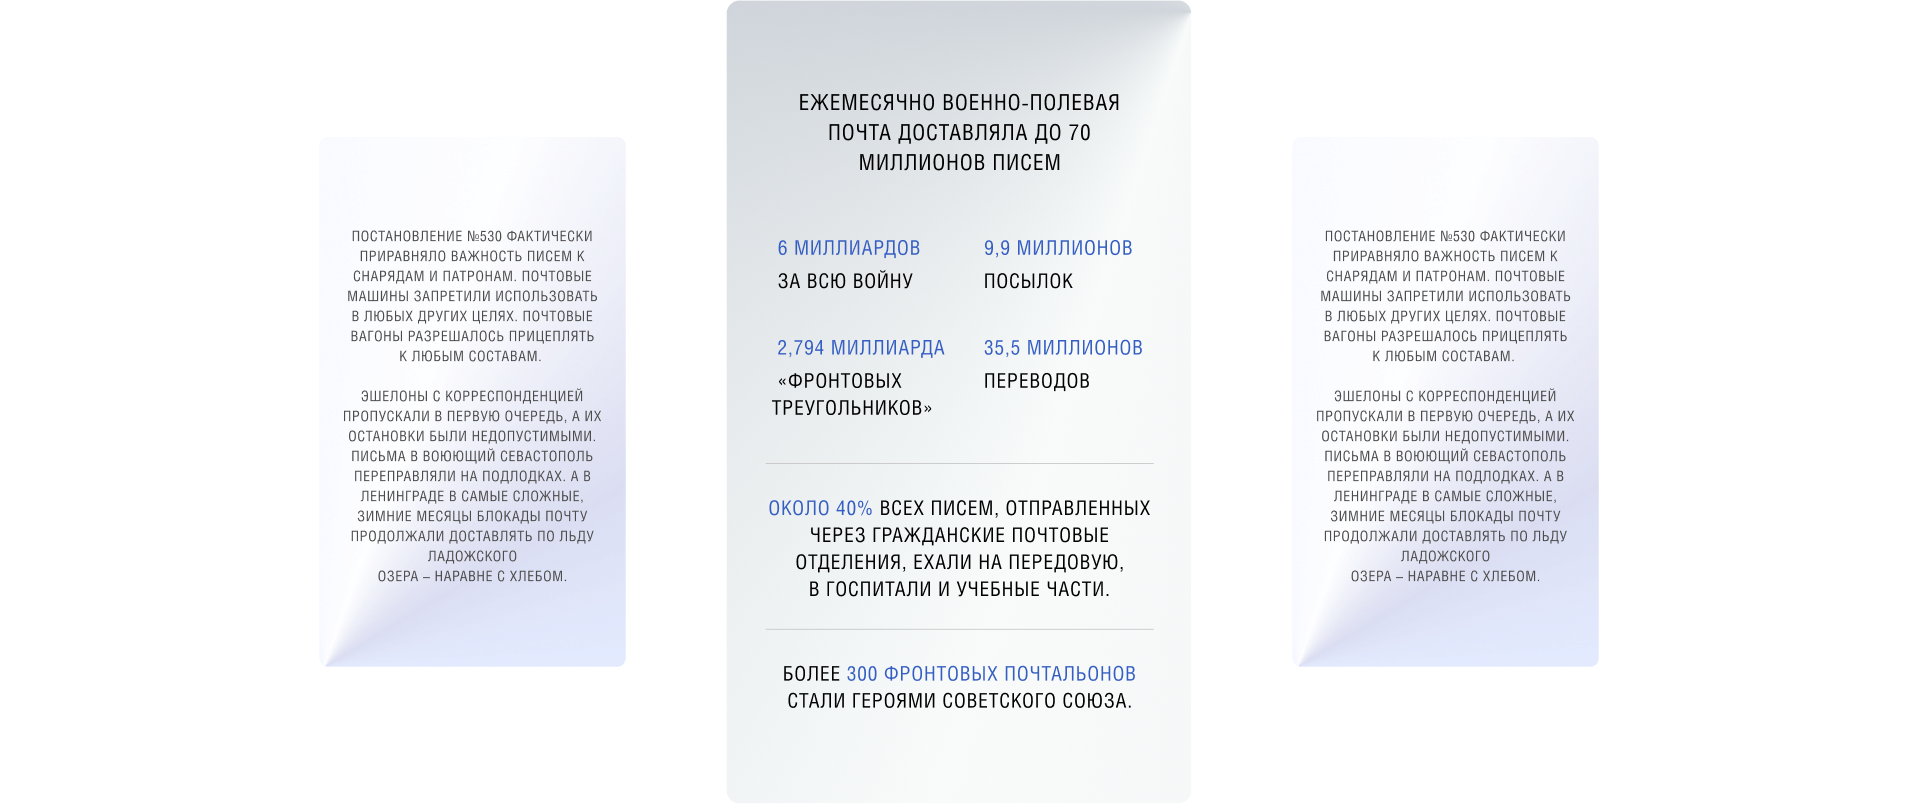 ПОСТАНОВЛЕНИЕ №530 ФАКТИЧЕСКИ
ПРИРАВНЯЛО ВАЖНОСТЬ ПИСЕМ К
СНАРЯДАМ И ПАТРОНАМ. ПОЧТОВЫЕ
МАШИНЫ ЗАПРЕТИЛИ ИСПОЛЬЗОВАТЬ
В ЛЮБЫХ ДРУГИХ ЦЕЛЯХ. ПОЧТОВЫЕ
ВАГОНЫ РАЗРЕШАЛОСЬ ПРИЦЕПЛЯТЬ
К ЛЮБЫМ СОСТАВАМ.
ЭШЕЛОНЫ С КОРРЕСПОНДЕНЦИЕЙ
ПРОПУСКАЛИ В ПЕРВУЮ ОЧЕРЕДЬ, А ИХ
ОСТАНОВКИ БЫЛИ НЕДОПУСТИМЫМИ.
ПИСЬМА В ВОЮЮЩИЙ СЕВАСТОПОЛЬ
ПЕРЕПРАВЛЯЛИ НА ПОДЛОДКАХ. А В
ЛЕНИНГРАДЕ В САМЫЕ СЛОЖНЫЕ,
ЗИМНИЕ МЕСЯЦЫ БЛОКАДЫ ПОЧТУ
ПРОДОЛЖАЛИ ДОСТАВЛЯТЬ ПО ЛЬДУ
ЛАДОЖСКОГО
ОЗЕРА – НАРАВНЕ С ХЛЕБОМ.
ЕЖЕМЕСЯЧНО ВОЕННО-ПОЛЕВАЯ
ПОЧТА ДОСТАВЛЯЛА ДО 70
МИЛЛИОНОВ ПИСЕМ
6 МИЛЛИАРДОВ
ЗА ВСЮ ВОЙНУ
9,9 МИЛЛИОНОВ
ПОСЫЛОК
2,794 МИЛЛИАРДА
«ФРОНТОВЫХ
ТРЕУГОЛЬНИКОВ»
35,5 МИЛЛИОНОВ
ПЕРЕВОДОВ
ОКОЛО 40% ВСЕХ ПИСЕМ, ОТПРАВЛЕННЫХ
ЧЕРЕЗ ГРАЖДАНСКИЕ ПОЧТОВЫЕ
ОТДЕЛЕНИЯ, ЕХАЛИ НА ПЕРЕДОВУЮ,
В ГОСПИТАЛИ И УЧЕБНЫЕ ЧАСТИ.
БОЛЕЕ 300 ФРОНТОВЫХ ПОЧТАЛЬОНОВ
СТАЛИ ГЕРОЯМИ СОВЕТСКОГО СОЮЗА.
ПОСТАНОВЛЕНИЕ №530 ФАКТИЧЕСКИ
ПРИРАВНЯЛО ВАЖНОСТЬ ПИСЕМ К
СНАРЯДАМ И ПАТРОНАМ. ПОЧТОВЫЕ
МАШИНЫ ЗАПРЕТИЛИ ИСПОЛЬЗОВАТЬ
В ЛЮБЫХ ДРУГИХ ЦЕЛЯХ. ПОЧТОВЫЕ
ВАГОНЫ РАЗРЕШАЛОСЬ ПРИЦЕПЛЯТЬ
К ЛЮБЫМ СОСТАВАМ.
ЭШЕЛОНЫ С КОРРЕСПОНДЕНЦИЕЙ
ПРОПУСКАЛИ В ПЕРВУЮ ОЧЕРЕДЬ, А ИХ
ОСТАНОВКИ БЫЛИ НЕДОПУСТИМЫМИ.
ПИСЬМА В ВОЮЮЩИЙ СЕВАСТОПОЛЬ
ПЕРЕПРАВЛЯЛИ НА ПОДЛОДКАХ. А В
ЛЕНИНГРАДЕ В САМЫЕ СЛОЖНЫЕ,
ЗИМНИЕ МЕСЯЦЫ БЛОКАДЫ ПОЧТУ
ПРОДОЛЖАЛИ ДОСТАВЛЯТЬ ПО ЛЬДУ
ЛАДОЖСКОГО
ОЗЕРА – НАРАВНЕ С ХЛЕБОМ.